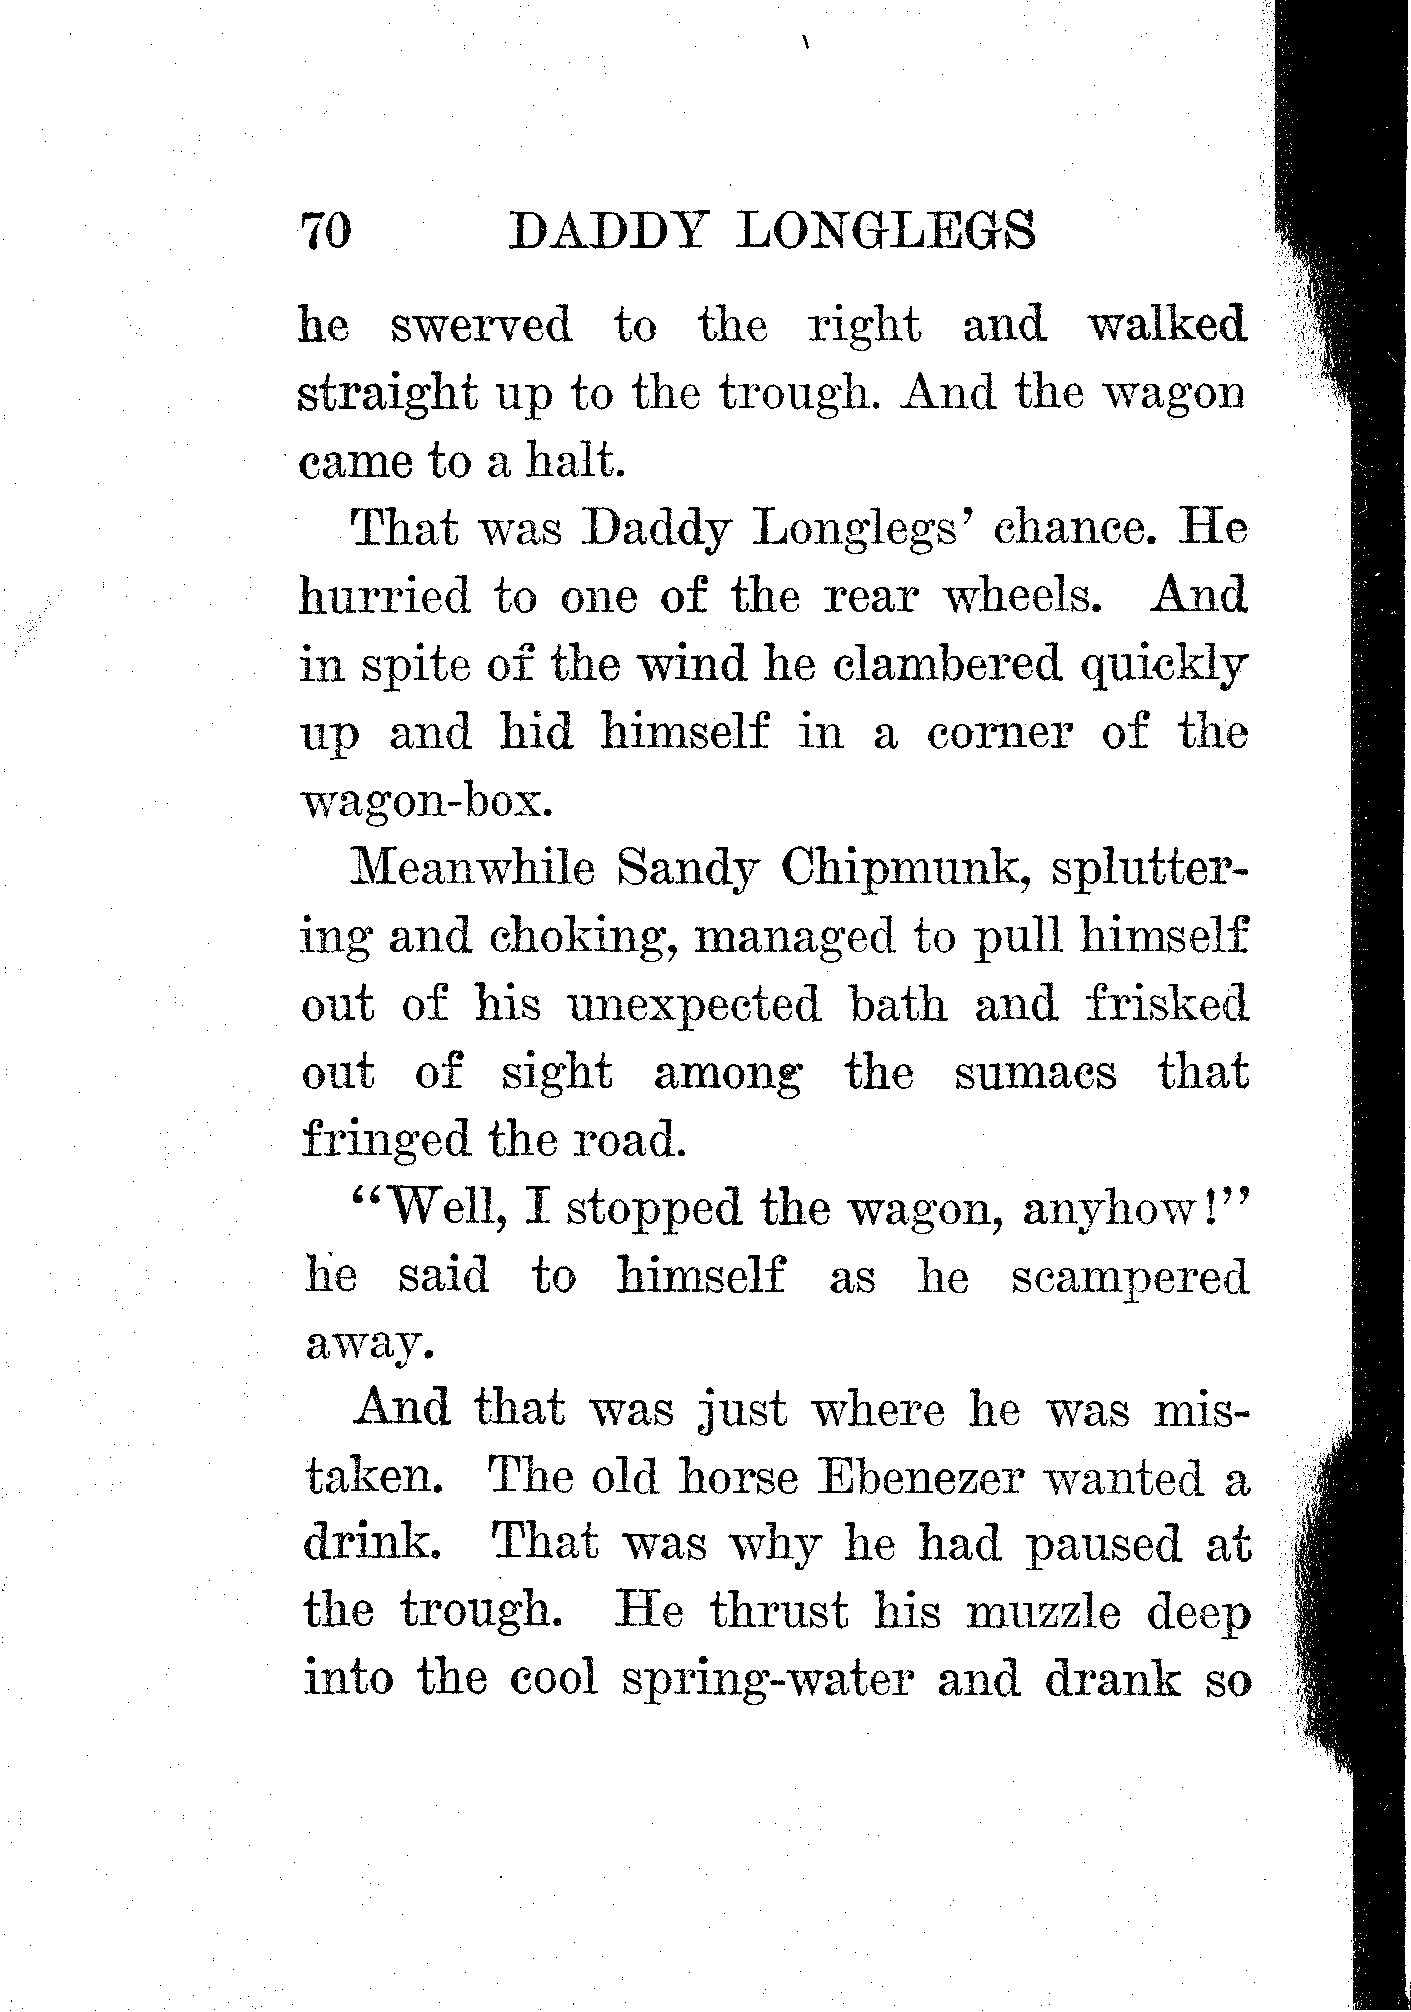 70 DADDY LONGLEGS
he swerved to the right and walked
straight up to the trough. And the wagon
came to a halt.
That was Daddy Longlegs' chance. He
hurried to one of the rear wheels. And
in spite of the wind he clambered quickly
up and hid himself in a corner of the
wagon-box.
Meanwhile Sandy Chipmunk, splutter-
ing and choking, managed to pull himself
out of his unexpected bath and frisked
out of sight among the sumacs that
fringed the road.
"Well, I stopped the wagon, anyhow!"
he said to himself as he scampered
away.
And that was just where he was mis-
taken. The old horse Ebenezer wanted a
drink. That was why he had paused at
the trough. He thrust his muzzle deep
into the cool spring-water and drank so